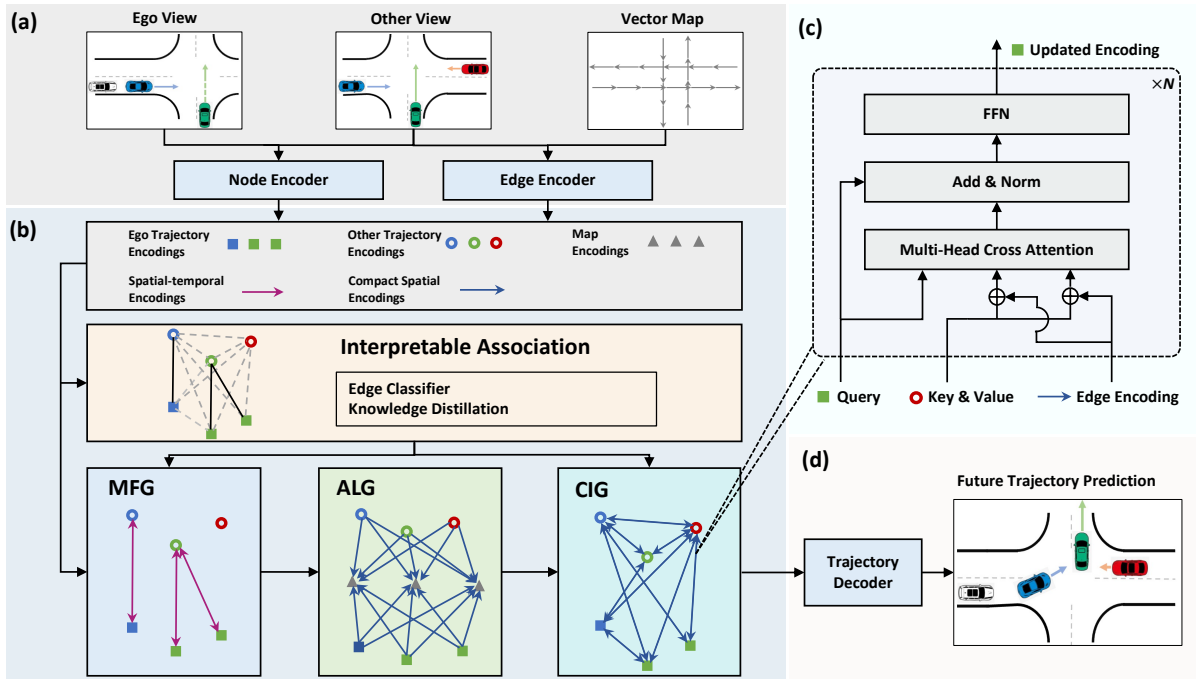 (a)
Ego View
Other View
Vector Map
Node Encoder
Edge Encoder
(b)
Ego Trajectory
Encodings
Other Trajectory
Encodings
Map
Encodings
Spatial-temporal
Encodings
Compact Spatial
Encodings
Interpretable Association
Edge Classifier
Knowledge Distillation
MFG
ALG
CIG
(c)
Updated Encoding
×N
FFN
Add & Norm
Multi-Head Cross Attention
Query
Key & Value
Edge Encoding
(d)
Future Trajectory Prediction
Trajectory
Decoder